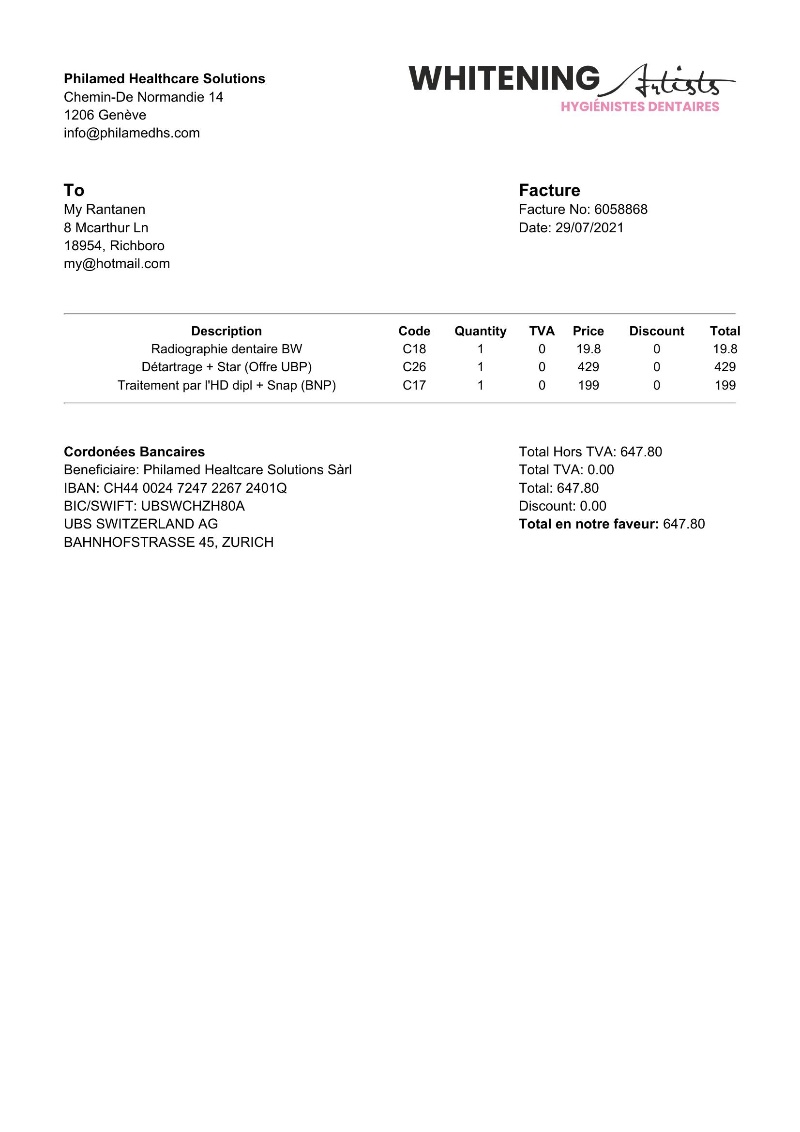 Philamed Healthcare Solutions
Chemin-De Normandie 14
1206 Genève
info@philamedhs.com
WHITENING Artists
HYGIÉNISTES DENTAIRES
To
My Rantanen
8 Mcarthur Ln
18954, Richboro
my@hotmail.com
Facture
Facture No: 6058868
Date: 29/07/2021
Description Code Quantity TVA Price Discount Total
Radiographie dentaire BW C18 1 0 19.8 0 19.8
Détartrage + Star (Offre UBP) C26 1 0 429 0 429
Traitement par l'HD dipl + Snap (BNP) C17 1 0 199 0 199
Cordonées Bancaires
Beneficiaire: Philamed Healtcare Solutions Sàrl
IBAN: CH44 0024 7247 2267 2401Q
BIC/SWIFT: UBSWCHZH80A
UBS SWITZERLAND AG
BAHNHOFSTRASSE 45, ZURICH
Total Hors TVA: 647.80
Total TVA: 0.00
Total: 647.80
Discount: 0.00
Total en notre faveur: 647.80